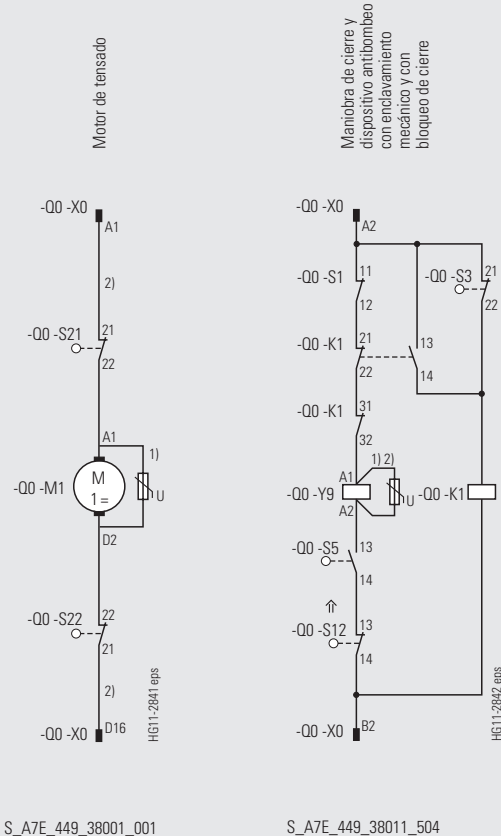 Motor de tensado
-Q0 -X0
A1
2)
-Q0 -S21
21
22
A1
1)
-Q0 -M1
M
1=
U
D2
-Q0 -S22
22
21
2)
-Q0 -X0
D16
HG11-2841 eps
S_A7E_449_38001_001
Maniobra de cierre y
dispositivo antibombeo
con enclavamiento
mecánico y con
bloqueo de cierre
-Q0 -X0
A2
-Q0 -S1
11
12
-Q0 -S3
21
22
-Q0 -K1
21
22
13
14
-Q0 -K1
31
32
A1
1) 2)
-Q0 -Y9
U
-Q0 -K1
A2
-Q0 -S5
13
14
⇑
-Q0 -S12
13
14
-Q0 -X0
B2
HG11-2842 eps
S_A7E_449_38011_504